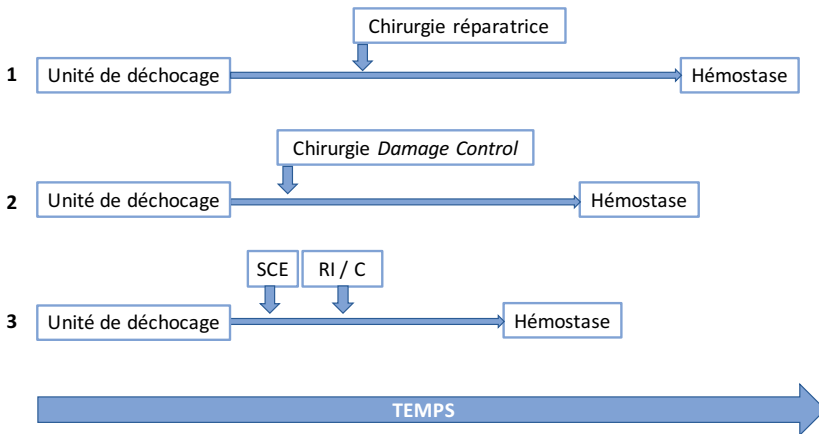 Chirurgie réparatrice
1 Unité de déchocage Hémostase
Chirurgie Damage Control
2 Unité de déchocage Hémostase
SCE RI / C
3 Unité de déchocage Hémostase
TEMPS